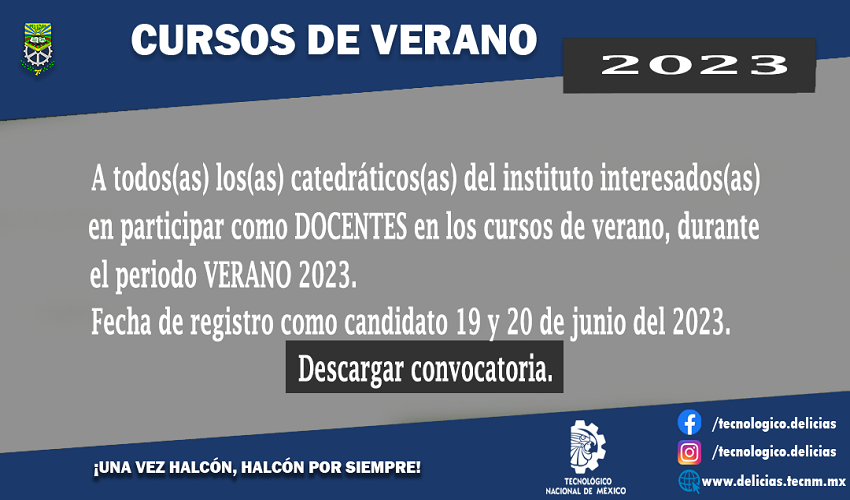 CURSOS DE VERANO
2023
A todos(as) los(as) catedráticos(as) del instituto interesados(as)
en participar como DOCENTES en los cursos de verano, durante
el periodo VERANO 2023.
Fecha de registro como candidato 19 y 20 de junio del 2023.
Descargar convocatoria.
¡UNA VEZ HALCÓN, HALCÓN POR SIEMPRE!
TECNOLÓGICO
NACIONAL DE MÉXICO
/tecnologico.delicias
/tecnologico.delicias
www.delicias.tecnm.mx